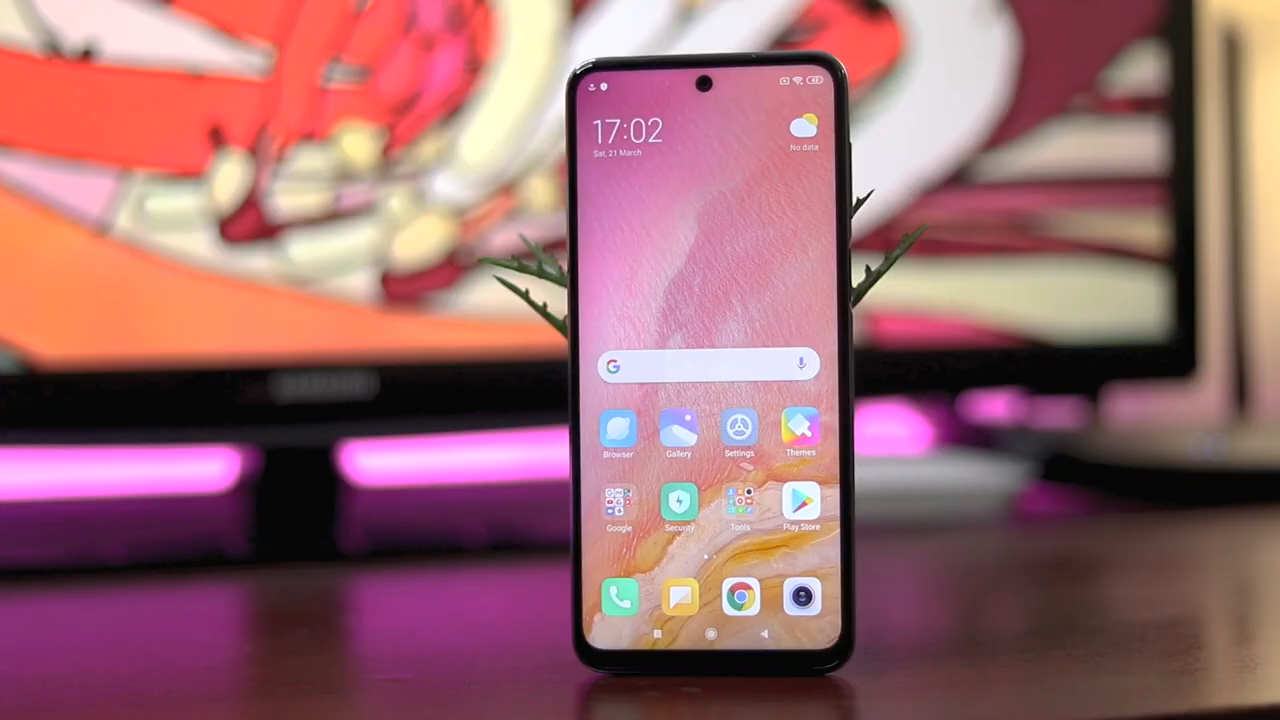 17:02
Sat, 21 March
No data
Browser
Gallery
Settings
Themes
Google
Security
Tools
Play Store